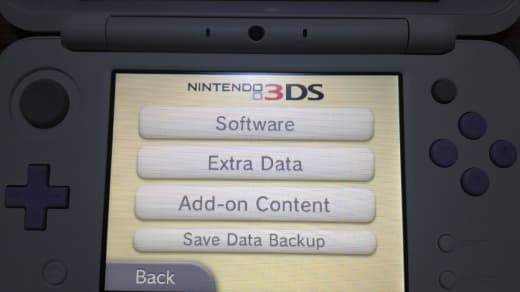 NINTENDO 3DS
Software
Extra Data
Add-on Content
Save Data Backup
Back